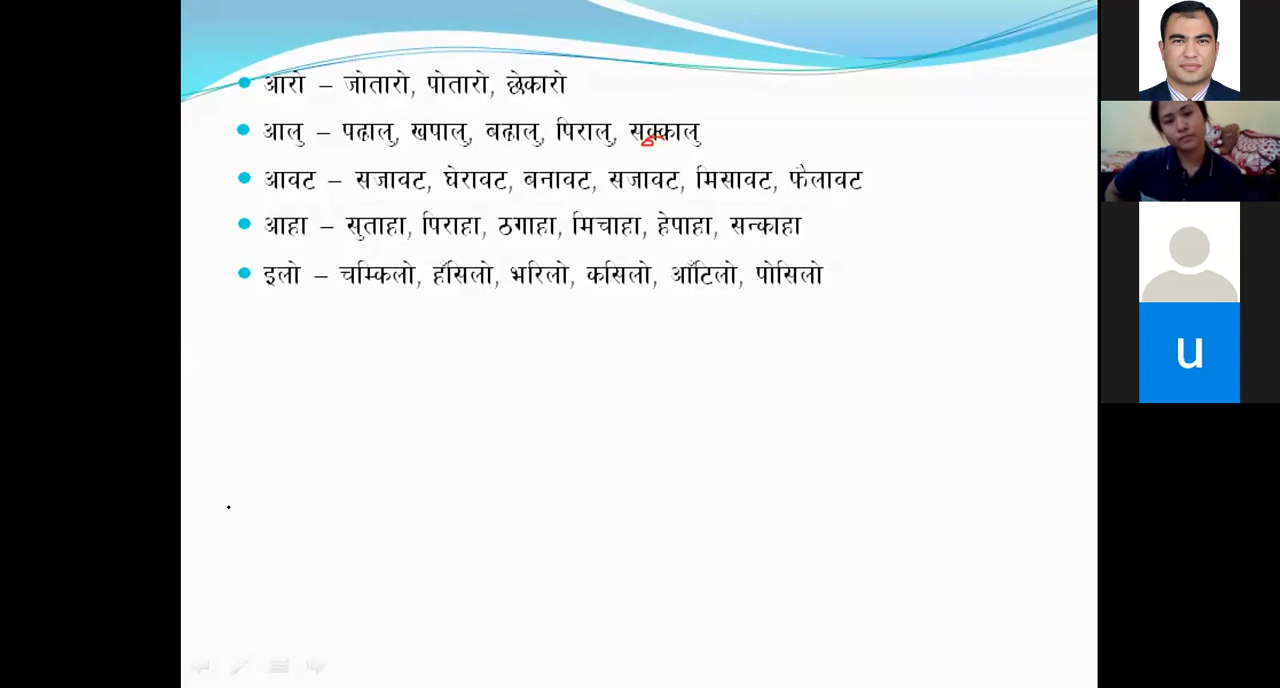 आरो – जोतारो, पोतारो, छेकारो
आलु – पढालु, खपालु, बढालु, पिरालु, सक्कालु
आवट – सजावट, घेरावट, बनावट, सजावट, मिसावट, फैलावट
आहा – सुताहा, पिराहा, ठगाहा, मिचाहा, हेपाहा, सन्काहा
इलो – चम्किलो, हँसिलो, भरिलो, कसिलो, आँटिलो, पोसिलो
u